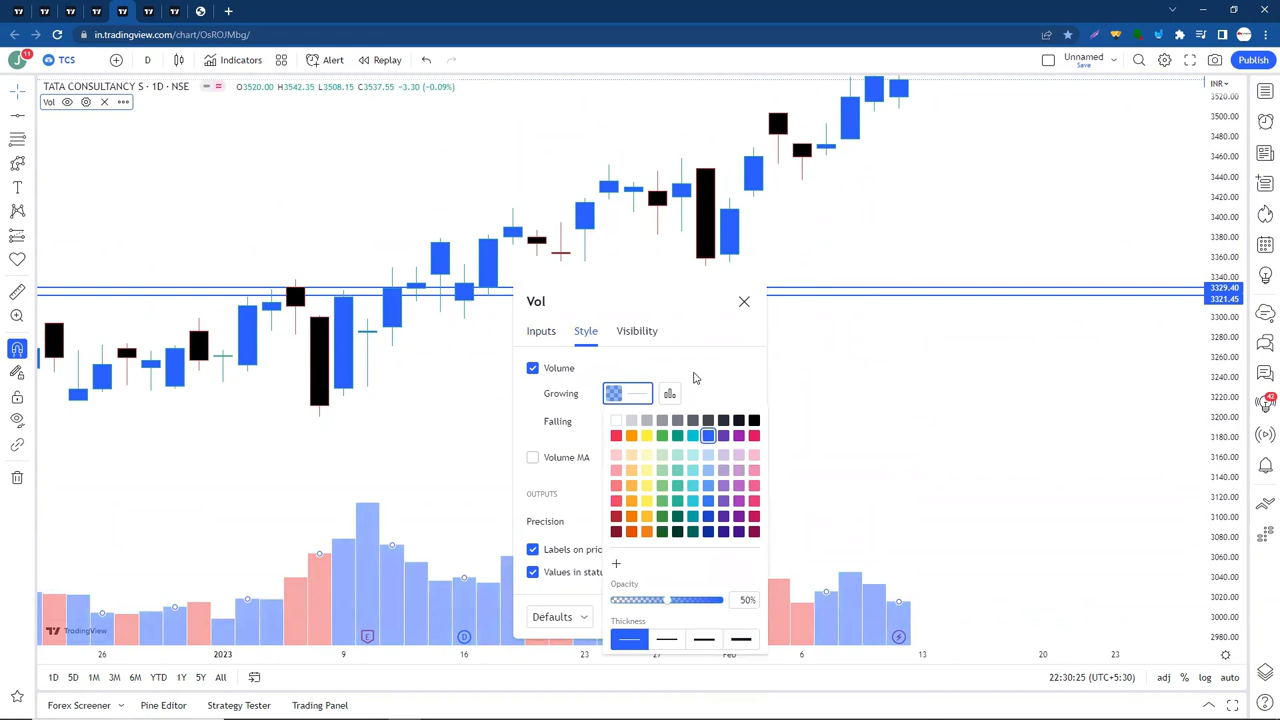 in.tradingview.com/chart/OsROJMbg/
J 11 TCS D Indicators Alert Replay Unnamed Save Publish
TATA CONSULTANCY S · 1D · NSE O3520.00 H3542.35 L3508.15 C3537.55 -3.30 (-0.09%) INR
Vol
3520.00
3500.00
3480.00
3460.00
3440.00
3420.00
3400.00
3380.00
3360.00
3340.00
3329.40
3321.45
3300.00
3280.00
3260.00
3240.00
3220.00
3200.00
3180.00
3160.00
3140.00
3120.00
3100.00
3080.00
3060.00
3040.00
3020.00
3000.00
2980.00
Vol
Inputs Style Visibility
Volume
Growing
Falling
Volume MA
OUTPUTS
Precision
Labels on pric
Values in statu
Defaults
+
Opacity
50%
Thickness
TradingView
E D
26 2023 9 16 23 27 Feb 6 13 20 23
1D 5D 1M 3M 6M YTD 1Y 5Y All 22:30:25 (UTC+5:30) adj % log auto
Forex Screener Pine Editor Strategy Tester Trading Panel
42